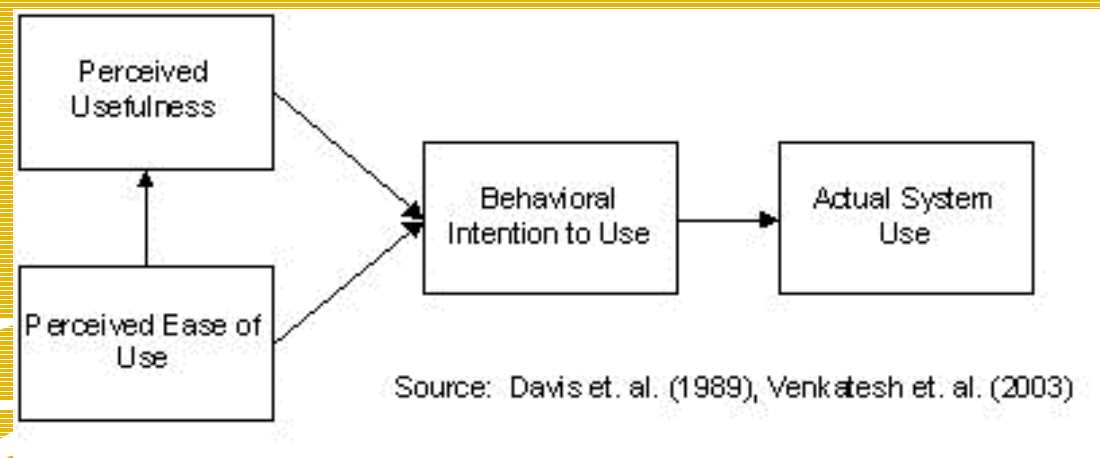 Perceived
Usefulness
Behavioral
Intention to Use
Actual System
Use
Perceived Ease of
Use
Source: Davis et. al. (1989), Venkatesh et. al. (2003)